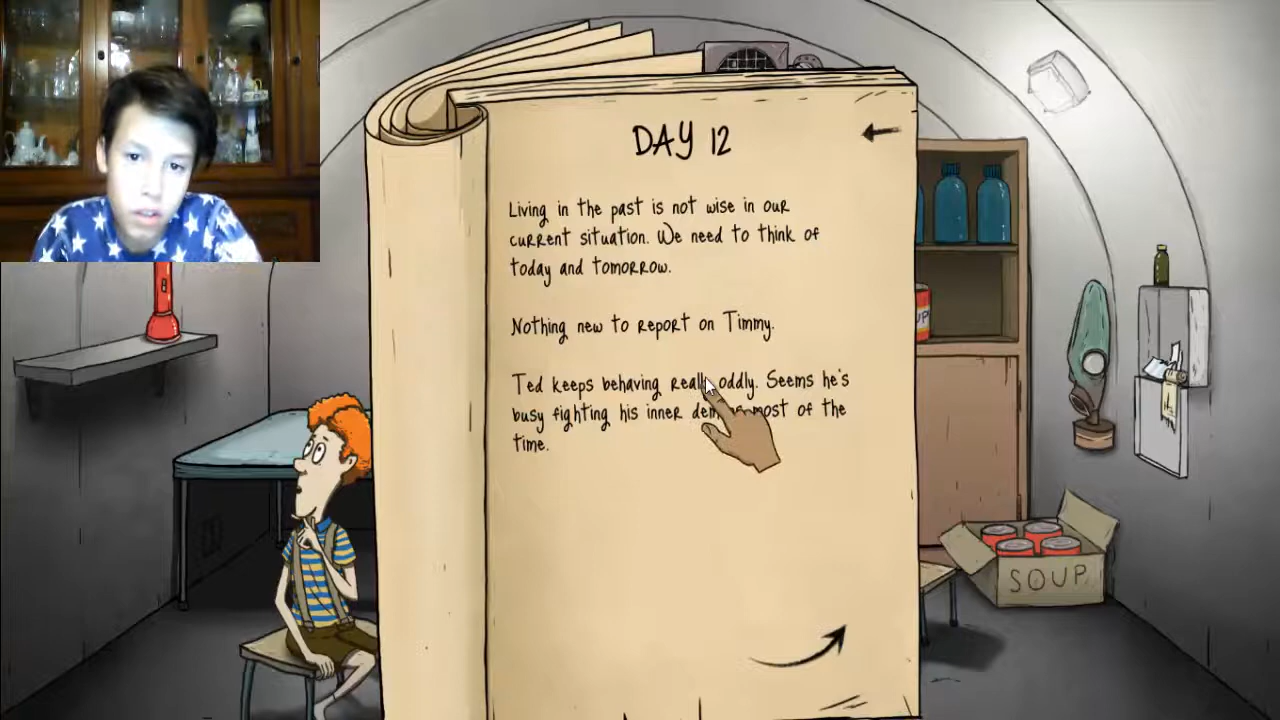 DAY 12
Living in the past is not wise in our
current situation. We need to think of
today and tomorrow.
Nothing new to report on Timmy.
Ted keeps behaving really oddly. Seems he's
busy fighting his inner demons most of the
time.
SOUP